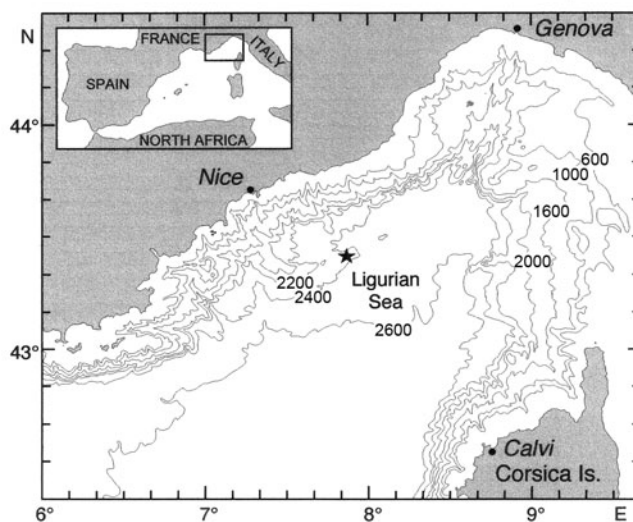 N
FRANCE
ITALY
SPAIN
NORTH AFRICA
Genova
44°
600
1000
Nice
1600
2000
2200
2400
Ligurian
Sea
2600
43°
Calvi
Corsica Is.
6°
7°
8°
9°
E